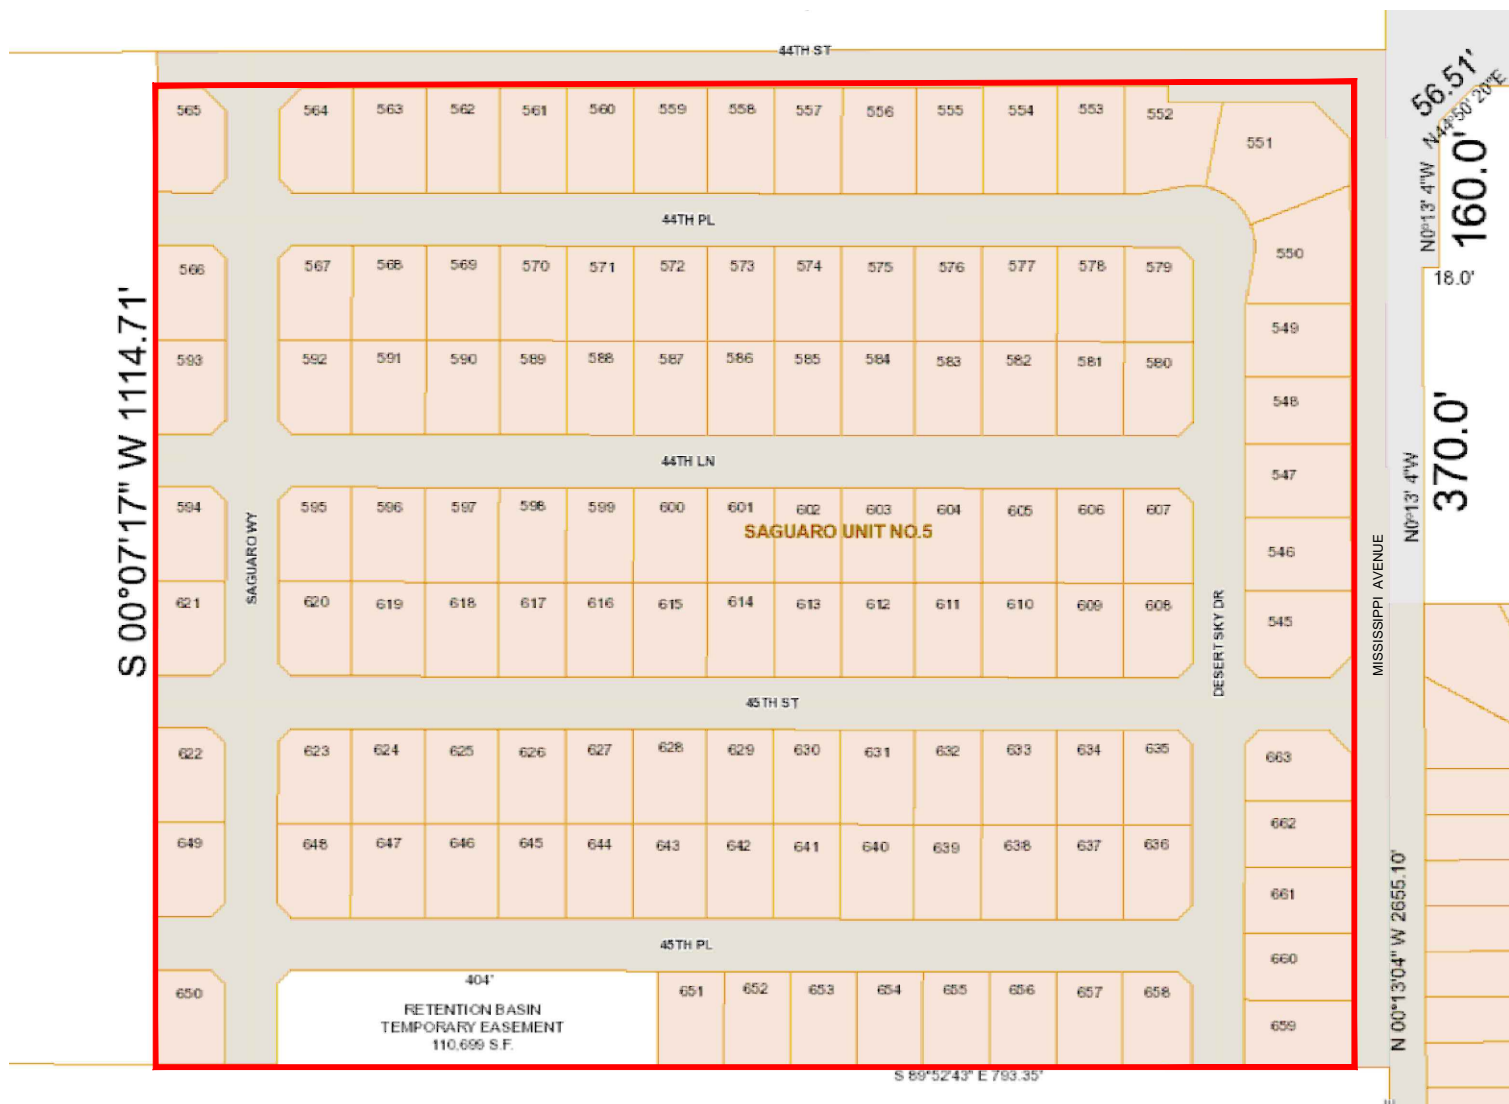 44TH ST
56.51'
N44°50' 20"E
565 564 563 562 561 560 559 558 557 556 555 554 553 552
551
160.0'
N0°13' 4"W
44TH PL
550
566 567 568 569 570 571 572 573 574 575 576 577 578 579
18.0'
549
593 592 591 590 589 588 587 586 585 584 583 582 581 580
S 00°07'17" W 1114.71'
548
370.0'
N0°13' 4"W
44TH LN
547
594 595 596 597 598 599 600 601 602 603 604 605 606 607
SAGUARO UNIT NO.5
SAGUARO WY
546
MISSISSIPPI AVENUE
621 620 619 618 617 616 615 614 613 612 611 610 609 608
545
DESERT SKY DR
45TH ST
622 623 624 625 626 627 628 629 630 631 632 633 634 635
663
662
649 648 647 646 645 644 643 642 641 640 639 638 637 636
661
N 00°13'04" W 2655.10'
45TH PL
660
404'
650
651 652 653 654 655 656 657 658
RETENTION BASIN
TEMPORARY EASEMENT
110,699 S.F.
659
S 89°52'43" E 793.35'